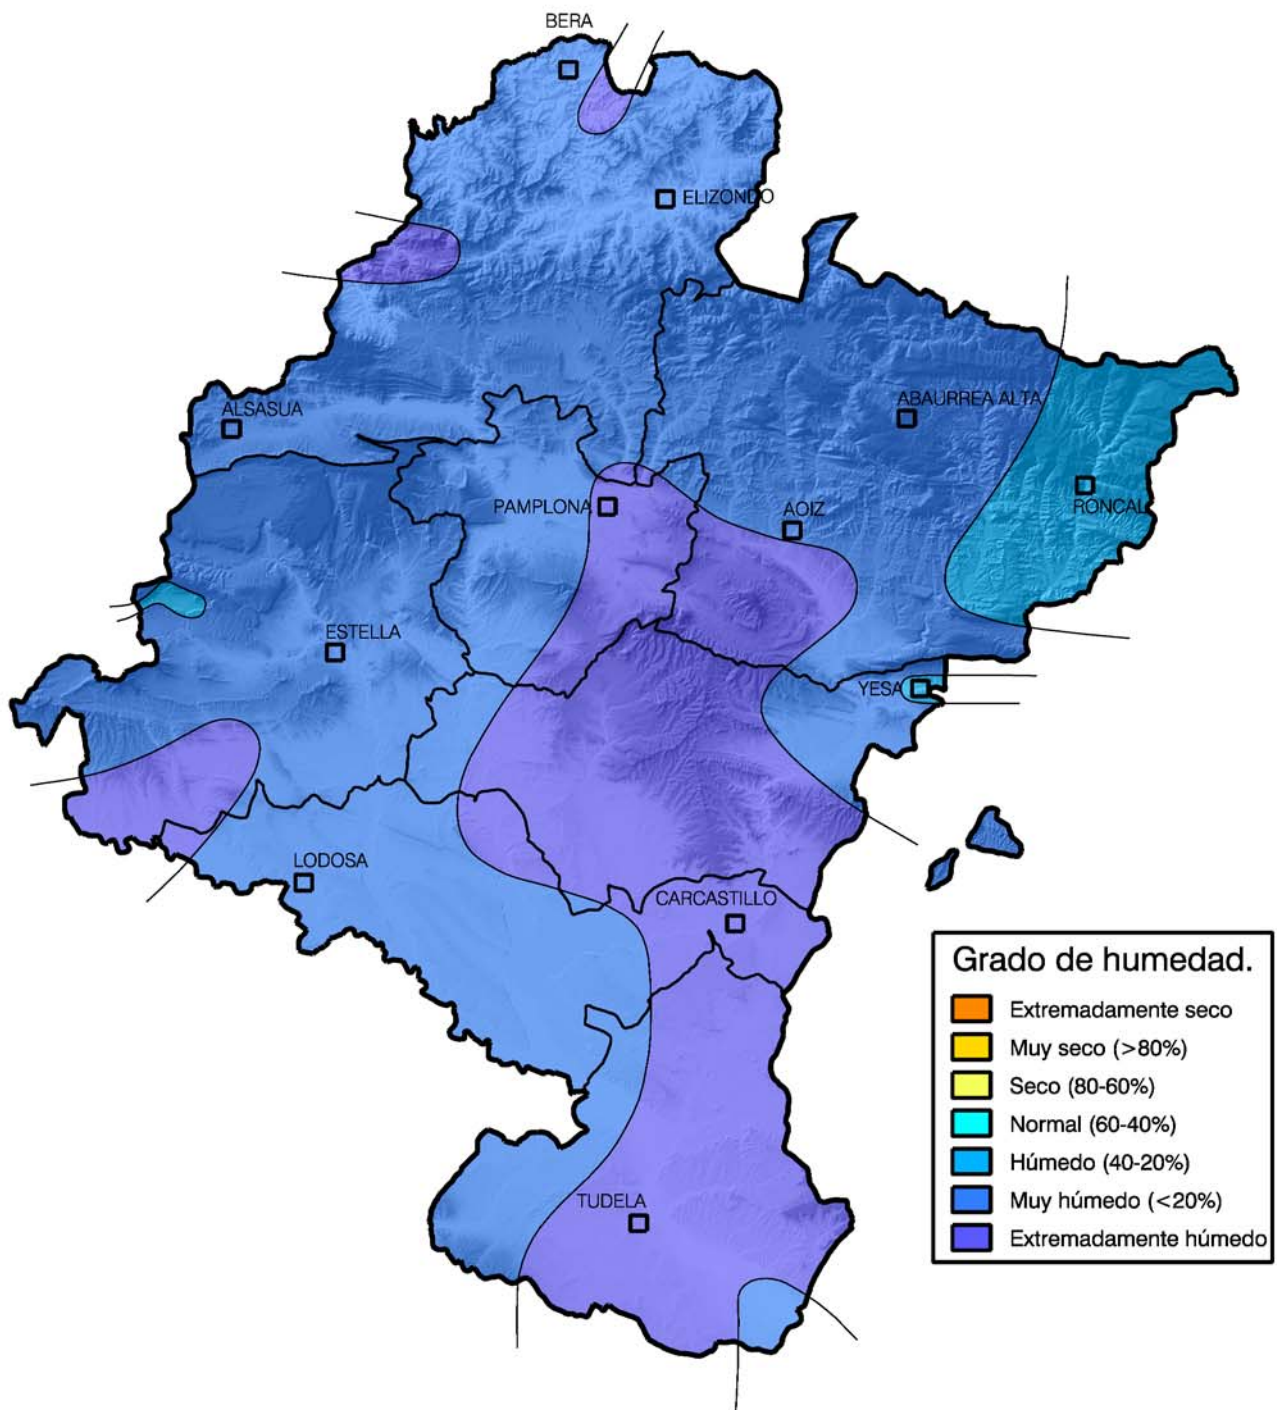 BERA
ELIZONDO
ABAURREA ALTA
ALSASUA
PAMPLONA
AOIZ
RONCAL
ESTELLA
YESA
LODOSA
CARCASTILLO
TUDELA
Grado de humedad.
Extremadamente seco
Muy seco (>80%)
Seco (80-60%)
Normal (60-40%)
Húmedo (40-20%)
Muy húmedo (<20%)
Extremadamente húmedo